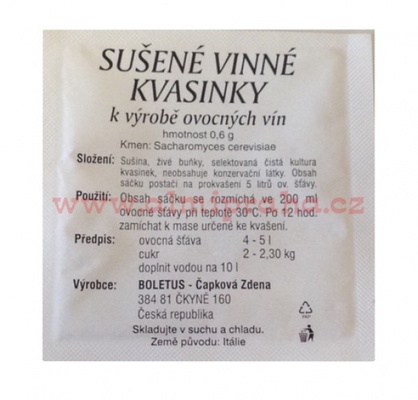 SUŠENÉ VINNÉ
KVASINKY
k výrobě ovocných vín
hmotnost 0,6 g
Kmen: Sacharomyces cerevisiae
Složení: Sušina, živé buňky, selektovaná čistá kultura
kvasinek, neobsahuje konzervační látky. Obsah
sáčku postačí na prokvašení 5 litrů ov. šťávy.
Použití: Obsah sáčku se rozmíchá ve 200 ml
ovocné šťávy při teplotě 30°C. Po 12 hod.
zamíchat k mase určené ke kvašení.
www.almipraha.cz
Předpis: ovocná šťáva 4 - 5 l
cukr 2 - 2,30 kg
doplnit vodou na 10 l
Výrobce: BOLETUS - Čapková Zdena
384 81 ČKYNĚ 160
Česká republika
Skladujte v suchu a chladu.
Země původu: Itálie